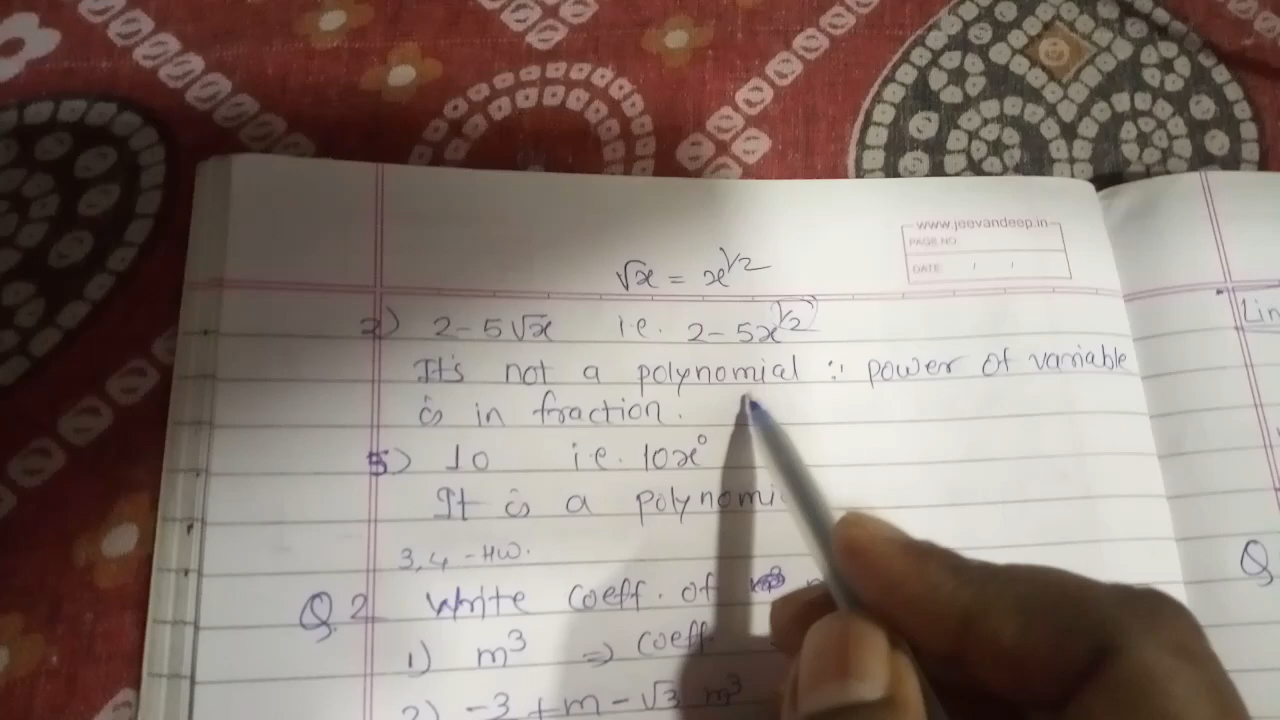 www.jeevandeep.in
PAGE NO
DATE: / /
√x = x^1/2
2) 2 - 5√x i.e. 2 - 5x^1/2
It's not a polynomial ∵ power of variable
is in fraction.
5) 10 i.e. 10x⁰
It is a polynomi
3, 4 - HW.
Q.2 Write coeff. of
1) m³ ⇒ coeff
2) -3 + m - √3 m³
Lin
Q